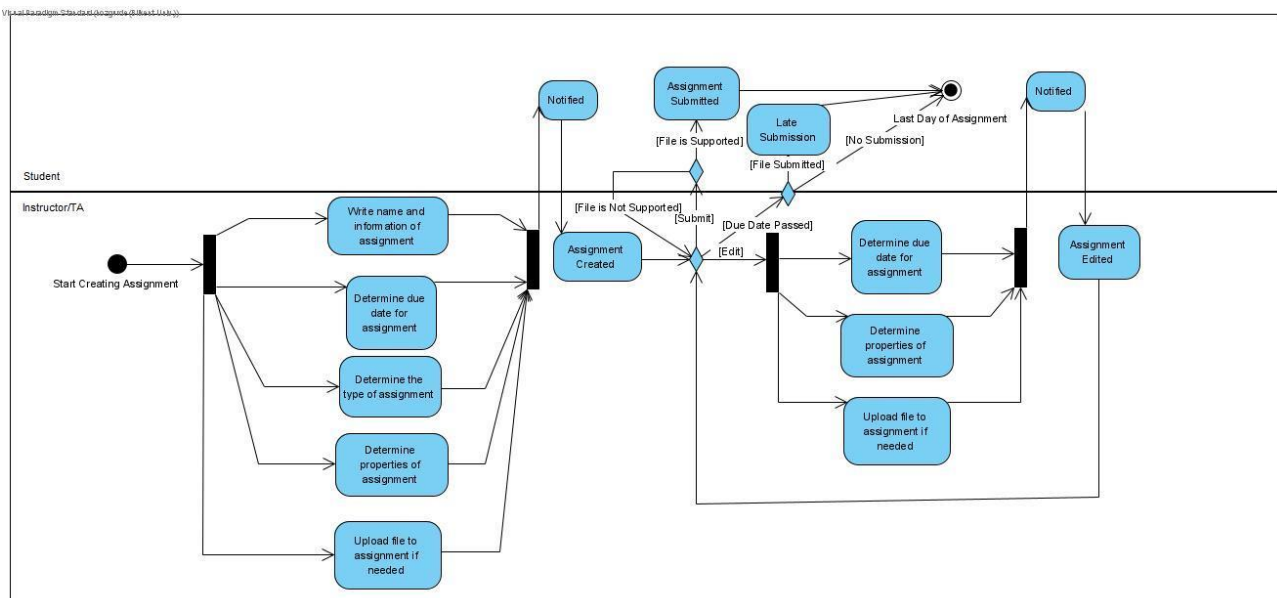 Visual Paradigm Standard
Notified
Assignment
Submitted
Late
Submission
Last Day of Assignment
Notified
[File is Supported]
[No Submission]
[File Submitted]
Student
Instructor/TA
Write name and
information of
assignment
[File is Not Supported]
[Submit]
[Due Date Passed]
[Edit]
Assignment
Created
Determine due
date for
assignment
Assignment
Edited
Start Creating Assignment
Determine due
date for
assignment
Determine
properties of
assignment
Determine the
type of assignment
Upload file to
assignment if
needed
Determine
properties of
assignment
Upload file to
assignment if
needed